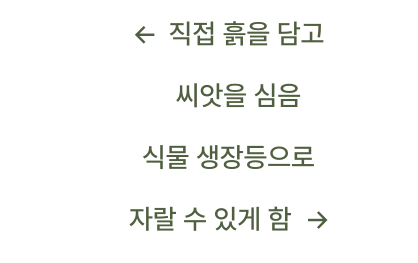 ← 직접 흙을 담고
씨앗을 심음
식물 생장등으로
자랄 수 있게 함 →